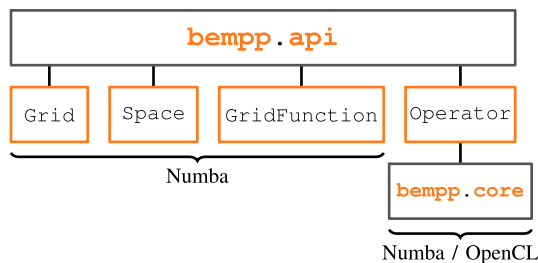 bempp.api
Grid Space GridFunction Operator
Numba
bempp.core
Numba / OpenCL